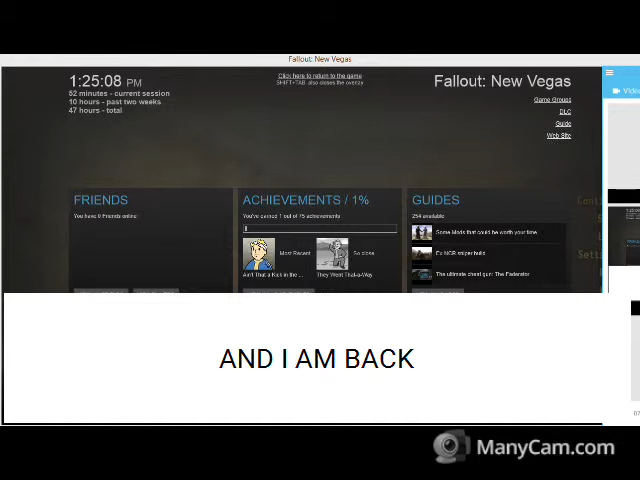 Fallout: New Vegas
1:25:08 PM
52 minutes - current session
10 hours - past two weeks
47 hours - total
Click here to return to the game
SHIFT+TAB also closes the overlay
Fallout: New Vegas
Game Groups
DLC
Guide
Web Site
FRIENDS
You have 0 Friends online
ACHIEVEMENTS / 1%
You've earned 1 out of 75 achievements
Most Recent
So close
Ain't That a Kick in the ...
They Went That-a-Way
GUIDES
254 available
Some Mods that could be worth your time
Ex NCR sniper build
The ultimate cheat gun: The Faderator
AND I AM BACK
ManyCam.com